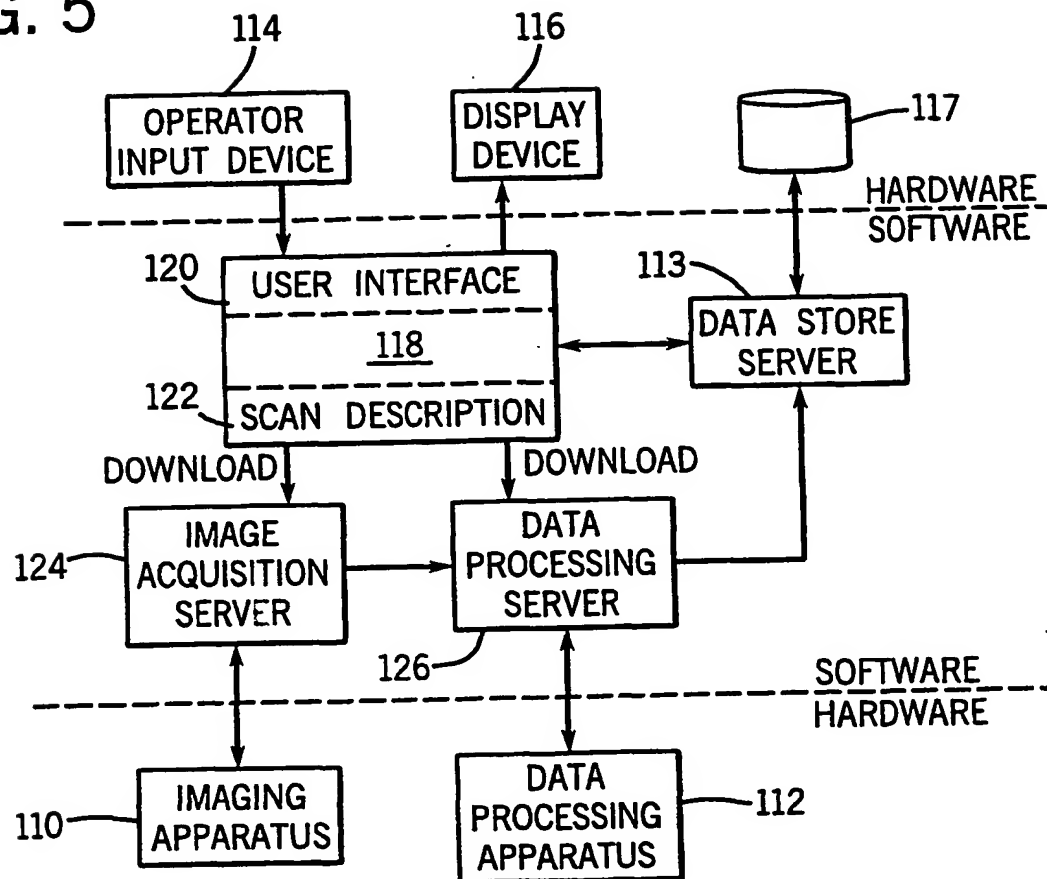 G. 5
114
116
OPERATOR
INPUT DEVICE
DISPLAY
DEVICE
117
HARDWARE
SOFTWARE
120
USER INTERFACE
113
118
DATA STORE
SERVER
122
SCAN DESCRIPTION
DOWNLOAD
DOWNLOAD
124
IMAGE
ACQUISITION
SERVER
DATA
PROCESSING
SERVER
126
SOFTWARE
HARDWARE
110
IMAGING
APPARATUS
DATA
PROCESSING
APPARATUS
112